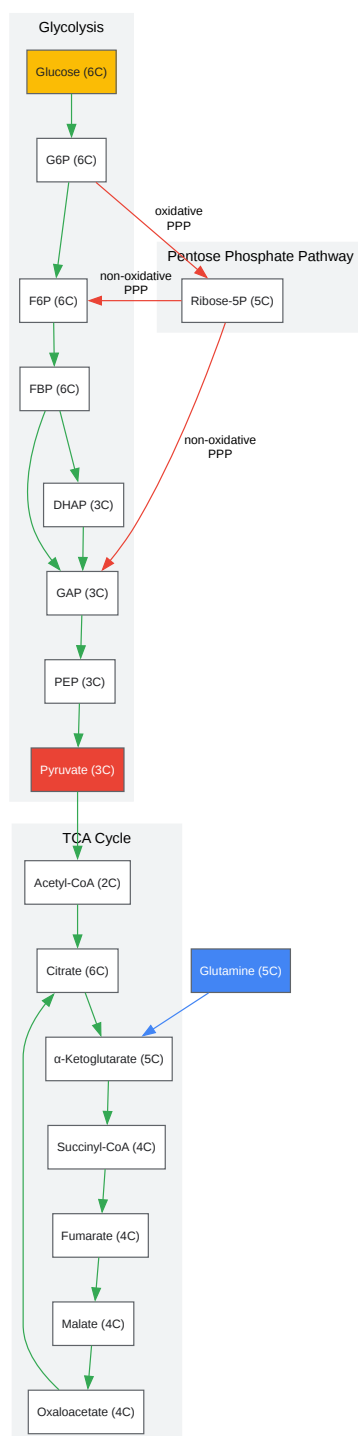 Glycolysis
Glucose (6C)
G6P (6C)
oxidative
PPP
Pentose Phosphate Pathway
non-oxidative
PPP
F6P (6C)
Ribose-5P (5C)
FBP (6C)
non-oxidative
PPP
DHAP (3C)
GAP (3C)
PEP (3C)
Pyruvate (3C)
TCA Cycle
Acetyl-CoA (2C)
Citrate (6C)
Glutamine (5C)
α-Ketoglutarate (5C)
Succinyl-CoA (4C)
Fumarate (4C)
Malate (4C)
Oxaloacetate (4C)